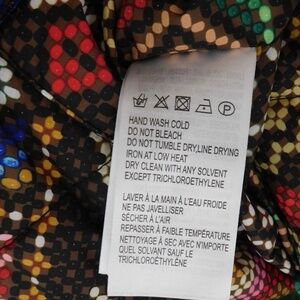 HAND WASH COLD
DO NOT BLEACH
DO NOT TUMBLE DRY,LINE DRYING
IRON AT LOW HEAT
DRY CLEAN WITH ANY SOLVENT
EXCEPT TRICHLOROETHYLENE
LAVER À LA MAIN À L'EAU FROIDE
NE PAS JAVELLISER
SÉCHER À L'AIR
REPASSER À FAIBLE TEMPÉRATURE
NETTOYAGE À SEC AVEC N'IMPORTE
QUEL SOLVANT SAUF LE
TRICHLOROÉTHYLÈNE